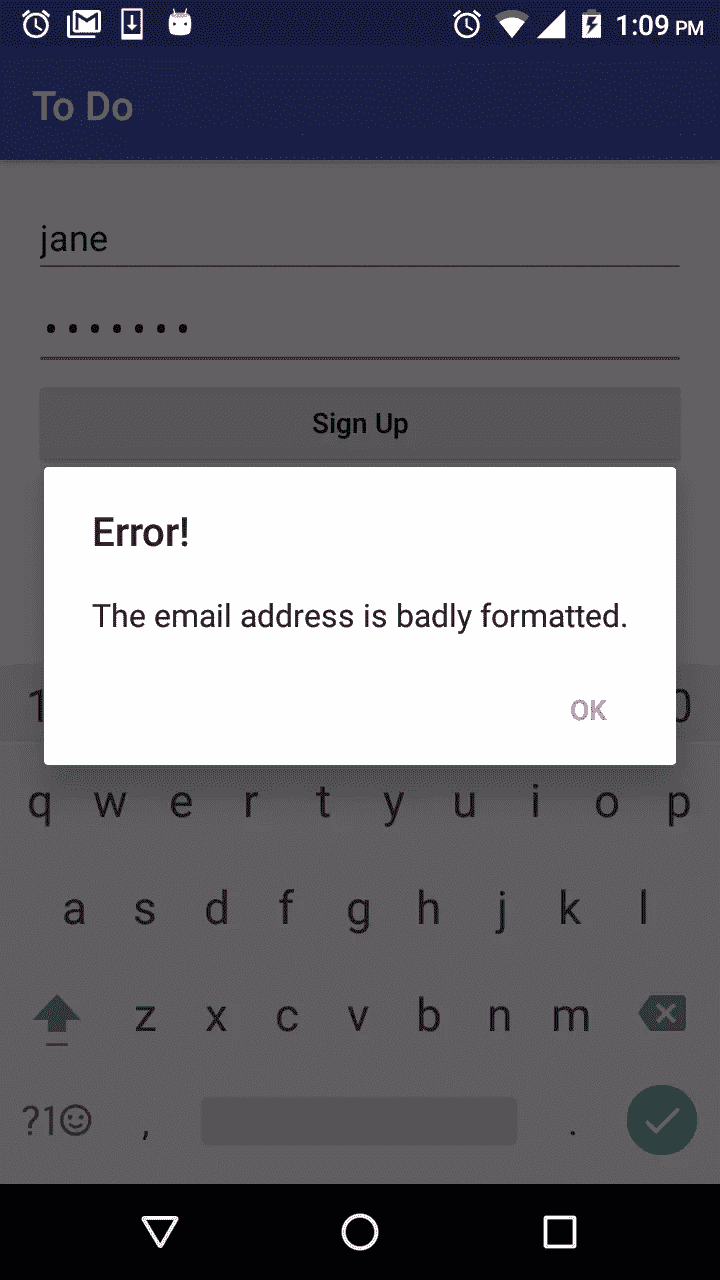 1:09 PM
To Do
jane
•••••••
Sign Up
Error!
The email address is badly formatted.
OK
1 0
q w e r t y u i o p
a s d f g h j k l
z x c v b n m
?1☺ , .